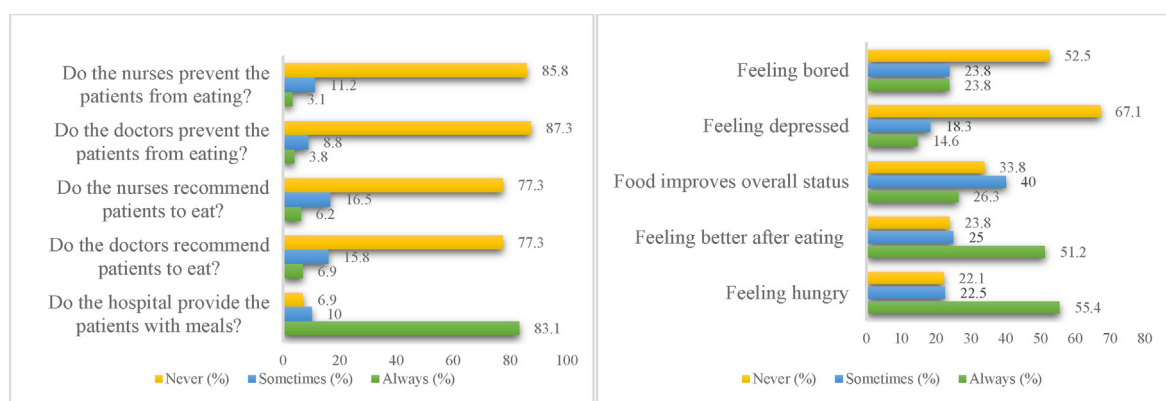 Do the nurses prevent the
patients from eating?
85.8
11.2
3.1
Do the doctors prevent the
patients from eating?
87.3
8.8
3.8
Do the nurses recommend
patients to eat?
77.3
16.5
6.2
Do the doctors recommend
patients to eat?
77.3
15.8
6.9
Do the hospital provide the
patients with meals?
6.9
10
83.1
0 20 40 60 80 100
Never (%) Sometimes (%) Always (%)
Feeling bored
52.5
23.8
23.8
Feeling depressed
67.1
18.3
14.6
Food improves overall status
33.8
40
26.3
Feeling better after eating
23.8
25
51.2
Feeling hungry
22.1
22.5
55.4
0 10 20 30 40 50 60 70 80
Never (%) Sometimes (%) Always (%)